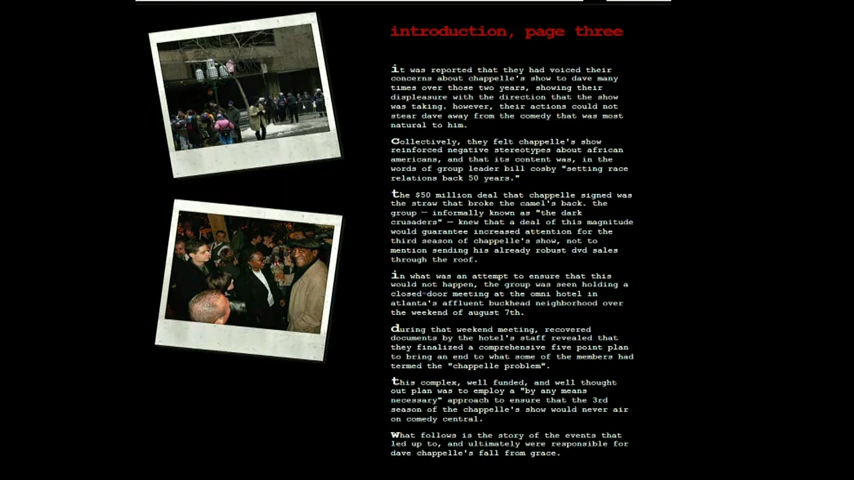 introduction, page three
it was reported that they had voiced their
concerns about chappelle's show to dave many
times over those two years, showing their
displeasure with the direction that the show
was taking. however, their actions could not
stear dave away from the comedy that was most
natural to him.
Collectively, they felt chappelle's show
reinforced negative stereotypes about african
americans, and that its content was, in the
words of group leader bill cosby "setting race
relations back 50 years."
the $50 million deal that chappelle signed was
the straw that broke the camel's back. the
group — informally known as "the dark
crusaders" — knew that a deal of this magnitude
would guarantee increased attention for the
third season of chappelle's show, not to
mention sending his already robust dvd sales
through the roof.
in what was an attempt to ensure that this
would not happen, the group was seen holding a
closed-door meeting at the omni hotel in
atlanta's affluent buckhead neighborhood over
the weekend of august 7th.
during that weekend meeting, recovered
documents by the hotel's staff revealed that
they finalized a comprehensive five point plan
to bring an end to what some of the members had
termed the "chappelle problem".
this complex, well funded, and well thought
out plan was to employ a "by any means
necessary" approach to ensure that the 3rd
season of the chappelle's show would never air
on comedy central.
What follows is the story of the events that
led up to, and ultimately were responsible for
dave chappelle's fall from grace.